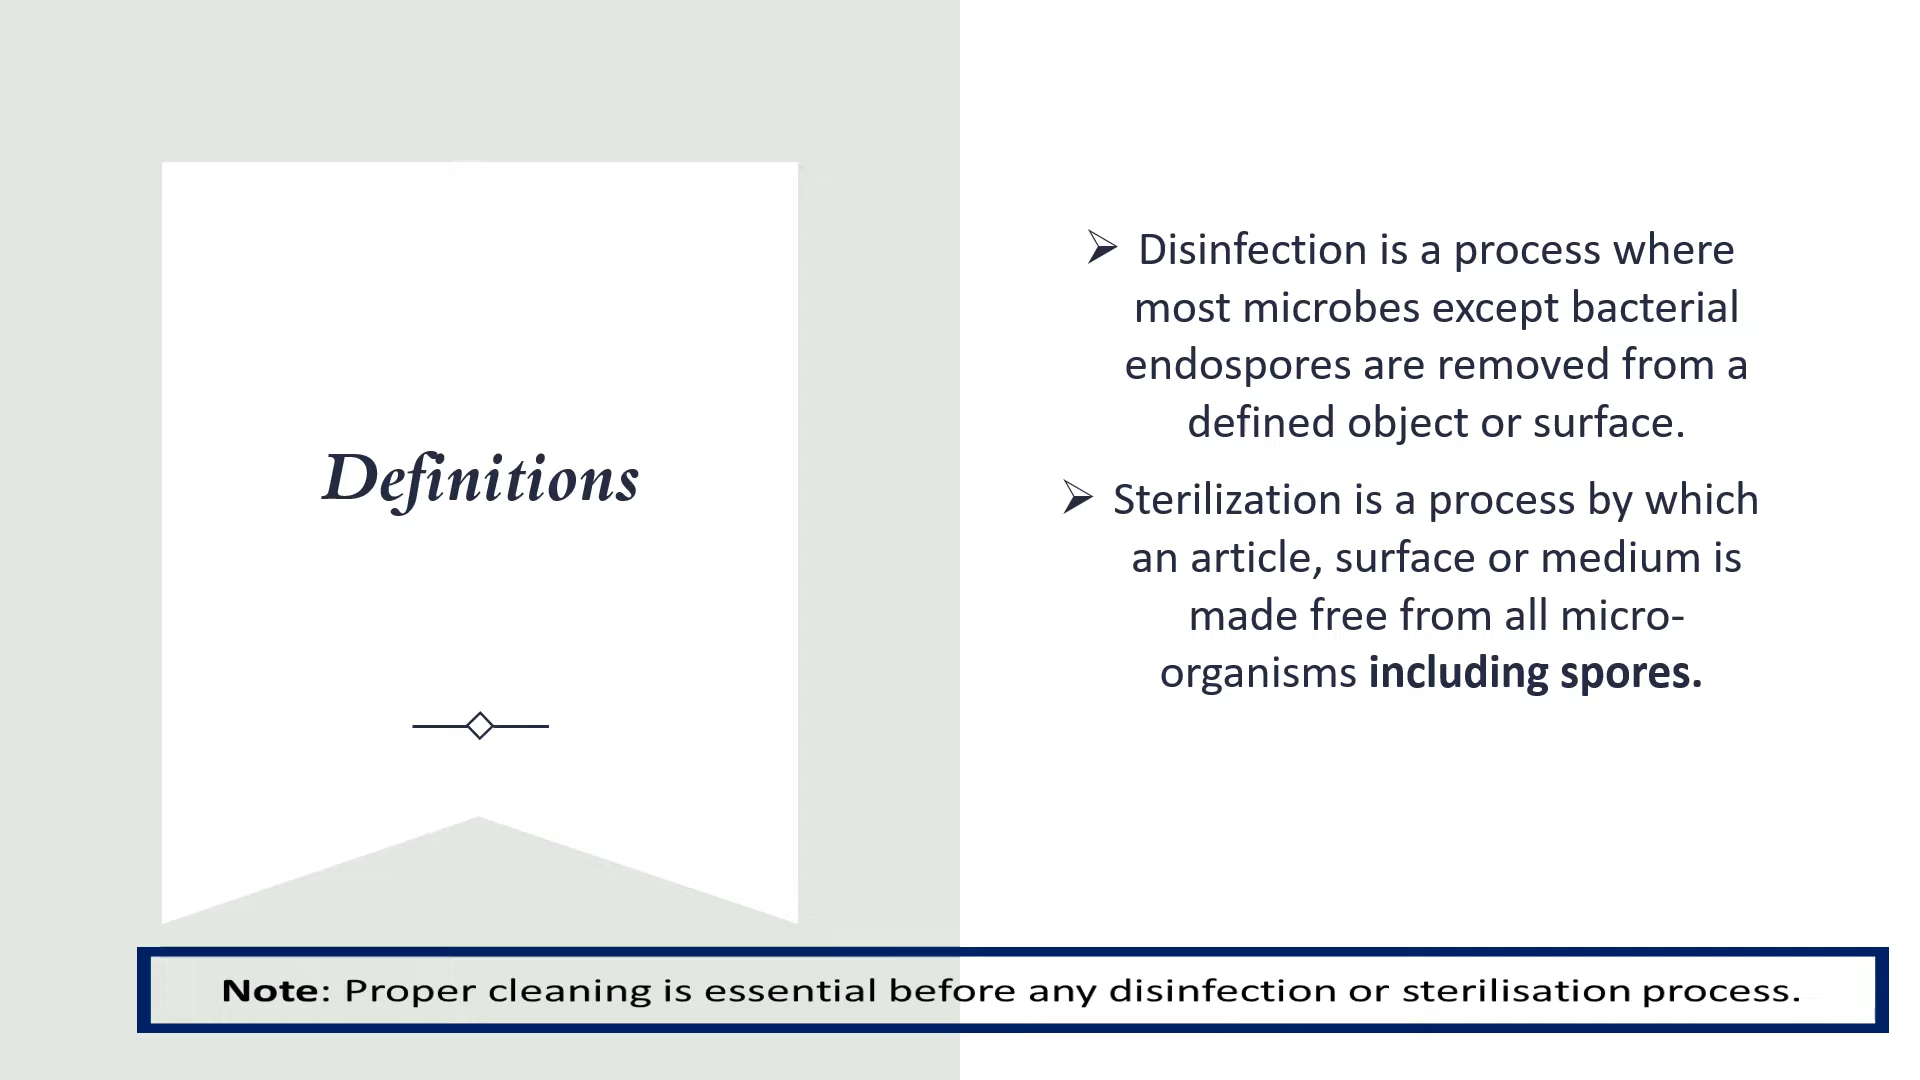 Definitions
➢ Disinfection is a process where
most microbes except bacterial
endospores are removed from a
defined object or surface.
➢ Sterilization is a process by which
an article, surface or medium is
made free from all micro-
organisms including spores.
Note: Proper cleaning is essential before any disinfection or sterilisation process.